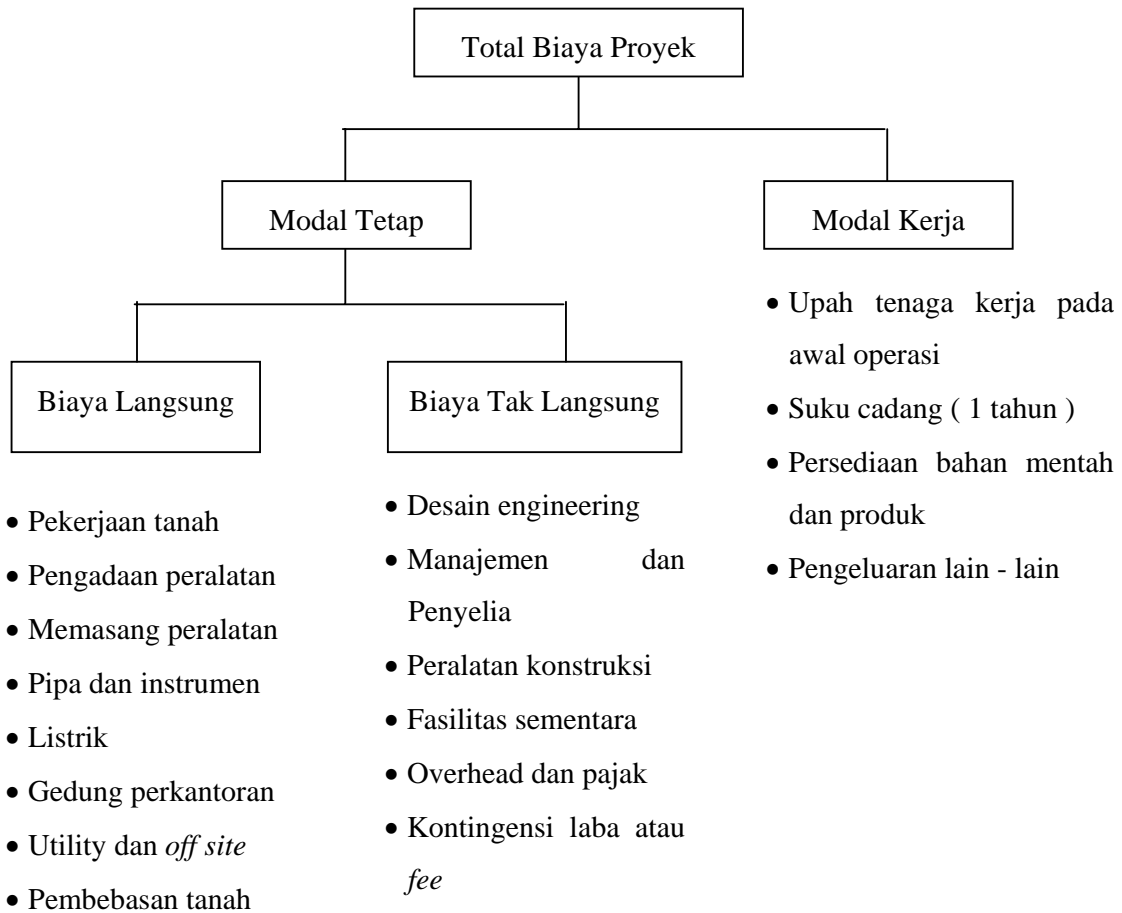 Total Biaya Proyek
Modal Tetap
Modal Kerja
Biaya Langsung
Biaya Tak Langsung
• Pekerjaan tanah
• Pengadaan peralatan
• Memasang peralatan
• Pipa dan instrumen
• Listrik
• Gedung perkantoran
• Utility dan off site
• Pembebasan tanah
• Desain engineering
• Manajemen dan
Penyelia
• Peralatan konstruksi
• Fasilitas sementara
• Overhead dan pajak
• Kontingensi laba atau
fee
• Upah tenaga kerja pada
awal operasi
• Suku cadang ( 1 tahun )
• Persediaan bahan mentah
dan produk
• Pengeluaran lain - lain